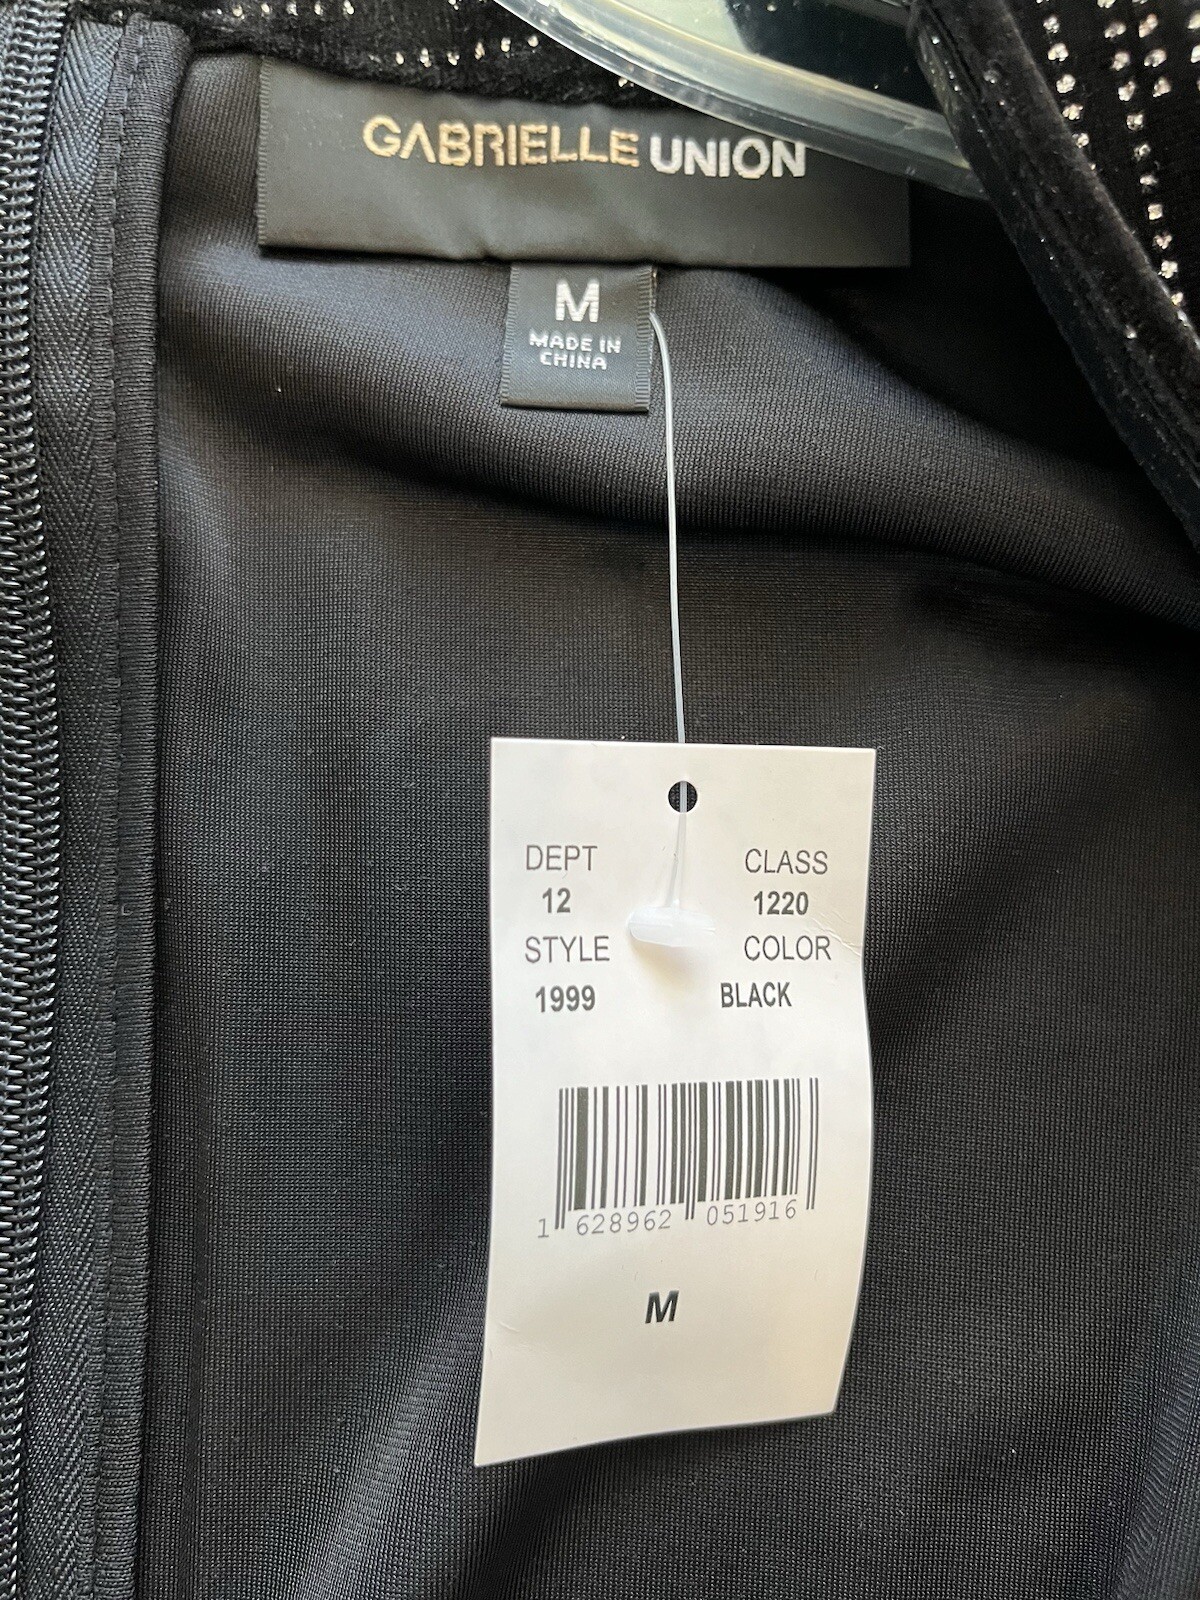 GABRIELLE UNION
M
MADE IN
CHINA
DEPT CLASS
12 1220
STYLE COLOR
1999 BLACK
1 628962 051916
M